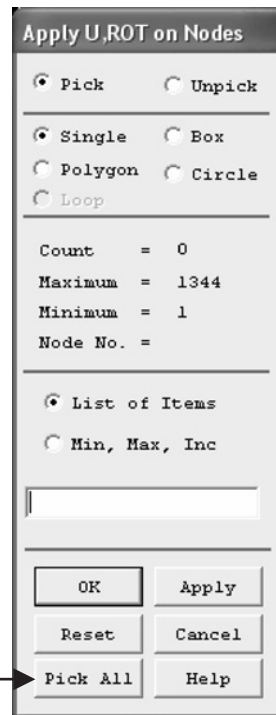 Apply U,ROT on Nodes
Pick Unpick
Single Box
Polygon Circle
Loop
Count = 0
Maximum = 1344
Minimum = 1
Node No. =
List of Items
Min, Max, Inc
OK Apply
Reset Cancel
Pick All Help